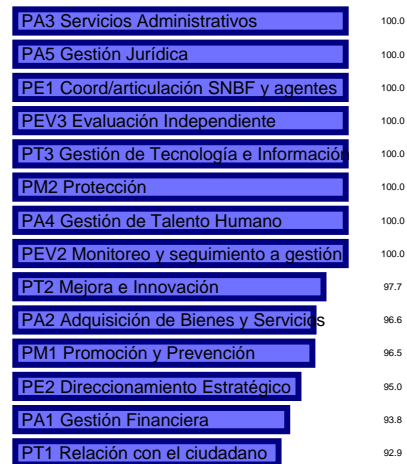 PA3 Servicios Administrativos 100.0
PA5 Gestión Jurídica 100.0
PE1 Coord/articulación SNBF y agentes 100.0
PEV3 Evaluación Independiente 100.0
PT3 Gestión de Tecnología e Información 100.0
PM2 Protección 100.0
PA4 Gestión de Talento Humano 100.0
PEV2 Monitoreo y seguimiento a gestión 100.0
PT2 Mejora e Innovación 97.7
PA2 Adquisición de Bienes y Servicios 96.6
PM1 Promoción y Prevención 96.5
PE2 Direccionamiento Estratégico 95.0
PA1 Gestión Financiera 93.8
PT1 Relación con el ciudadano 92.9